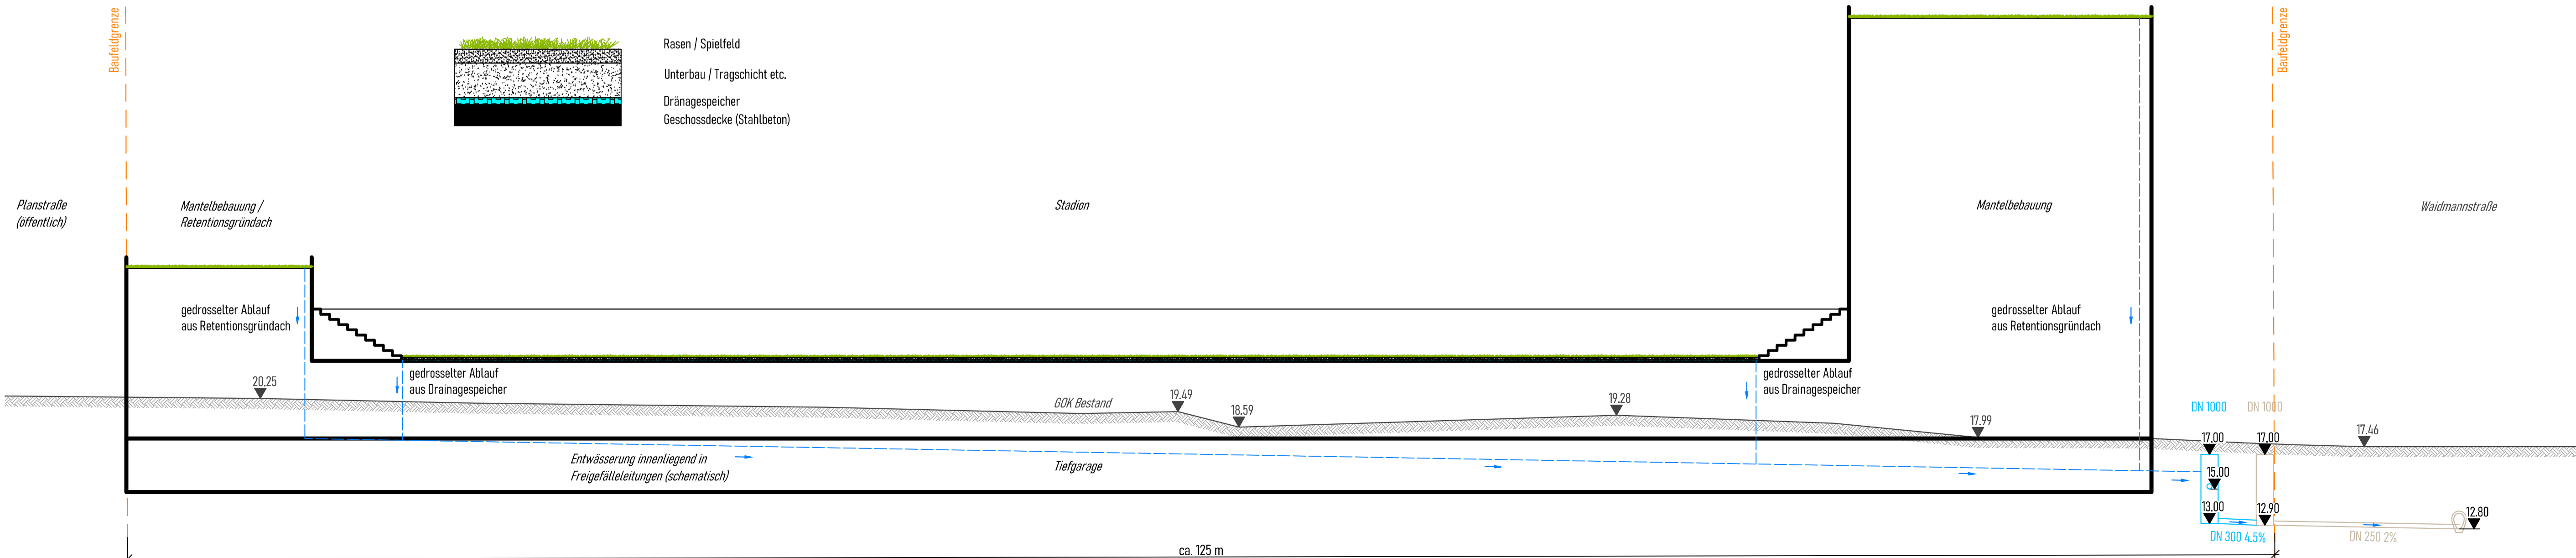 Baufeldgrenze
Rasen / Spielfeld
Unterbau / Tragschicht etc.
Dränagespeicher
Geschossdecke (Stahlbeton)
Baufeldgrenze
Planstraße
(öffentlich)
Mantelbebauung /
Retentionsgründach
Stadion
Mantelbebauung
Waidmannstraße
gedrosselter Ablauf
aus Retentionsgründach
gedrosselter Ablauf
aus Retentionsgründach
gedrosselter Ablauf
aus Drainagespeicher
gedrosselter Ablauf
aus Drainagespeicher
20.25
GOK Bestand
19.49
18.59
19.28
17.99
DN 1000
DN 1000
17.00
17.00
17.46
Entwässerung innenliegend in
Freigefälleleitungen (schematisch)
Tiefgarage
15.00
13.00
12.90
12.80
DN 300 4.5%
DN 250 2%
ca. 125 m